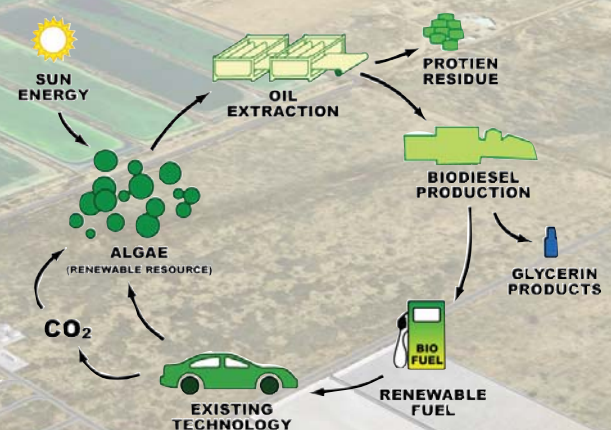 SUN
ENERGY
OIL
EXTRACTION
PROTIEN
RESIDUE
BIODIESEL
PRODUCTION
ALGAE
(RENEWABLE RESOURCE)
GLYCERIN
PRODUCTS
CO₂
BIO
FUEL
RENEWABLE
FUEL
EXISTING
TECHNOLOGY